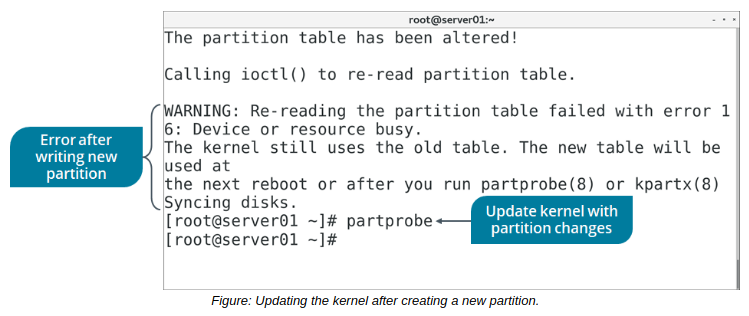 root@server01:~
The partition table has been altered!
Calling ioctl() to re-read partition table.
WARNING: Re-reading the partition table failed with error 1
6: Device or resource busy.
The kernel still uses the old table. The new table will be
used at
the next reboot or after you run partprobe(8) or kpartx(8)
Syncing disks.
[root@server01 ~]# partprobe
[root@server01 ~]#
Error after
writing new
partition
Update kernel with
partition changes
Figure: Updating the kernel after creating a new partition.